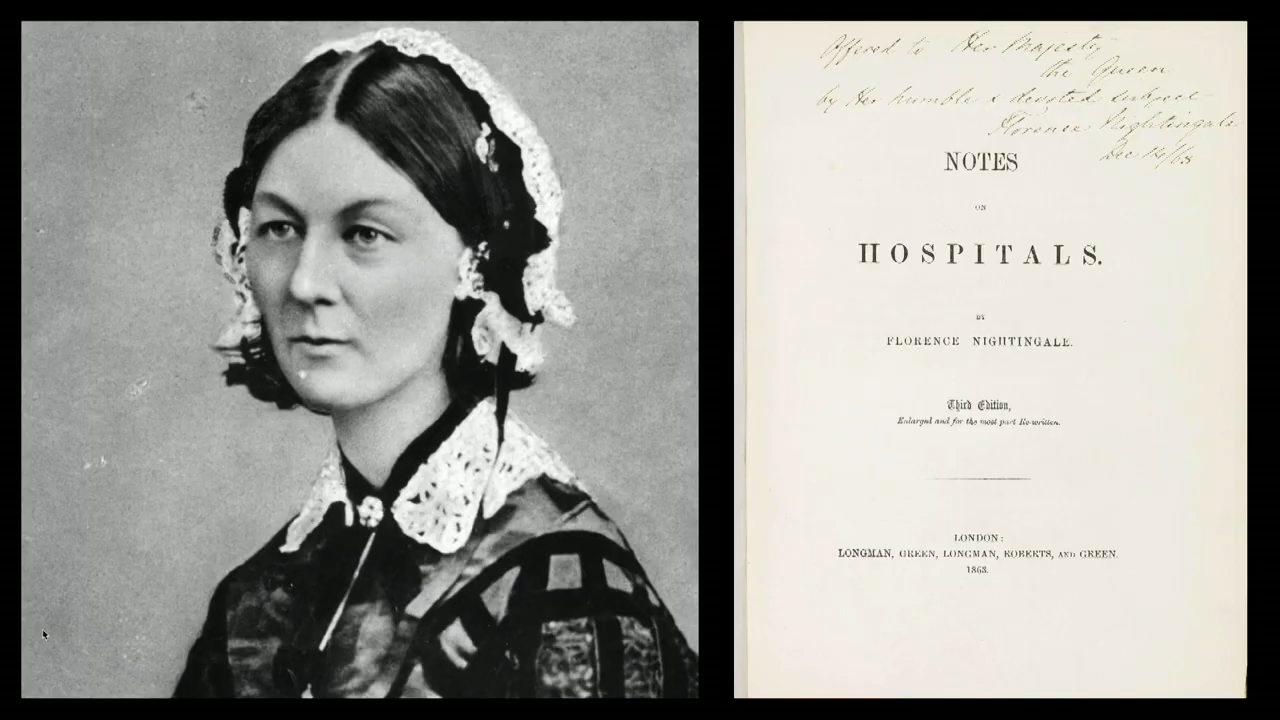 Offered to Her Majesty
the Queen
by Her humble & devoted subject
Florence Nightingale
Dec 14/63
NOTES
ON
HOSPITALS.
BY
FLORENCE NIGHTINGALE.
Third Edition,
Enlarged and for the most part Re-written.
LONDON:
LONGMAN, GREEN, LONGMAN, ROBERTS, AND GREEN.
1863.